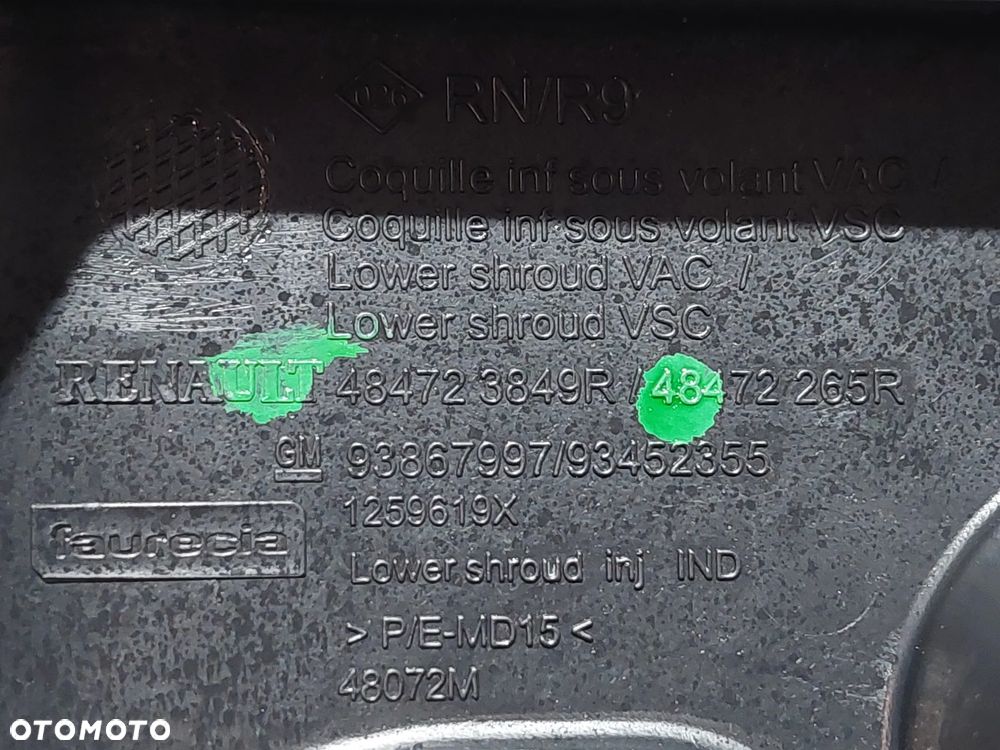 026 RN/R9
Coquille inf sous volant VAC /
Coquille inf sous volant VSC
Lower shroud VAC /
Lower shroud VSC
RENAULT 48472 3849R / 48472 265R
GM 93867997/93452355
1259619X
faurecia
Lower shroud inj IND
> P/E-MD15 <
48072M
OTOMOTO